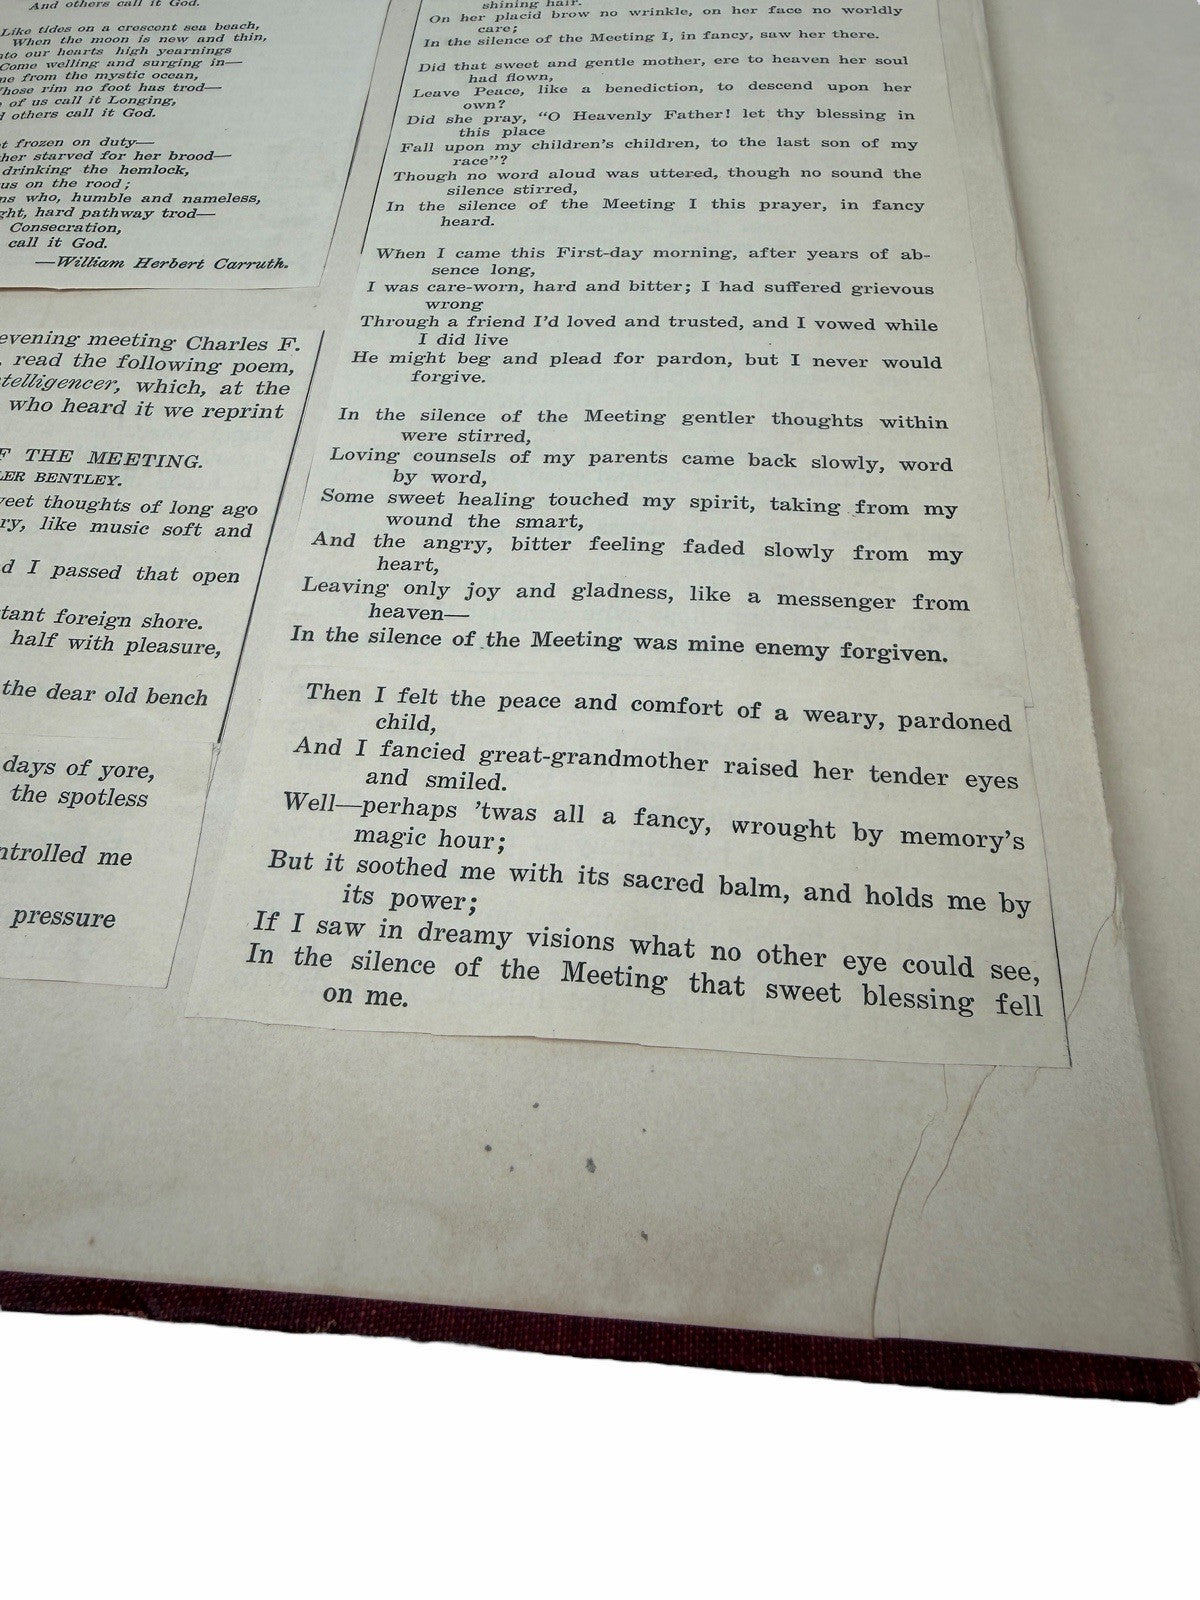 And others call it God.
Like tides on a crescent sea beach,
When the moon is new and thin,
to our hearts high yearnings
Come welling and surging in—
me from the mystic ocean,
Whose rim no foot has trod—
of us call it Longing,
others call it God.
frozen on duty—
starved for her brood—
drinking the hemlock,
us on the rood;
who, humble and nameless,
hard pathway trod—
Consecration,
call it God.
—William Herbert Carruth.
evening meeting Charles F.
, read the following poem,
telligencer, which, at the
who heard it we reprint
F THE MEETING.
LER BENTLEY.
weet thoughts of long ago
ry, like music soft and
d I passed that open
tant foreign shore.
half with pleasure,
the dear old bench
days of yore,
the spotless
ntrolled me
pressure
shining hair.
On her placid brow no wrinkle, on her face no worldly
care;
In the silence of the Meeting I, in fancy, saw her there.
Did that sweet and gentle mother, ere to heaven her soul
had flown,
Leave Peace, like a benediction, to descend upon her
own?
Did she pray, "O Heavenly Father! let thy blessing in
this place
Fall upon my children's children, to the last son of my
race"?
Though no word aloud was uttered, though no sound the
silence stirred,
In the silence of the Meeting I this prayer, in fancy
heard.
When I came this First-day morning, after years of ab-
sence long,
I was care-worn, hard and bitter; I had suffered grievous
wrong
Through a friend I'd loved and trusted, and I vowed while
I did live
He might beg and plead for pardon, but I never would
forgive.
In the silence of the Meeting gentler thoughts within
were stirred,
Loving counsels of my parents came back slowly, word
by word,
Some sweet healing touched my spirit, taking from my
wound the smart,
And the angry, bitter feeling faded slowly from my
heart,
Leaving only joy and gladness, like a messenger from
heaven—
In the silence of the Meeting was mine enemy forgiven.
Then I felt the peace and comfort of a weary, pardoned
child,
And I fancied great-grandmother raised her tender eyes
and smiled.
Well—perhaps 'twas all a fancy, wrought by memory's
magic hour;
But it soothed me with its sacred balm, and holds me by
its power;
If I saw in dreamy visions what no other eye could see,
In the silence of the Meeting that sweet blessing fell
on me.